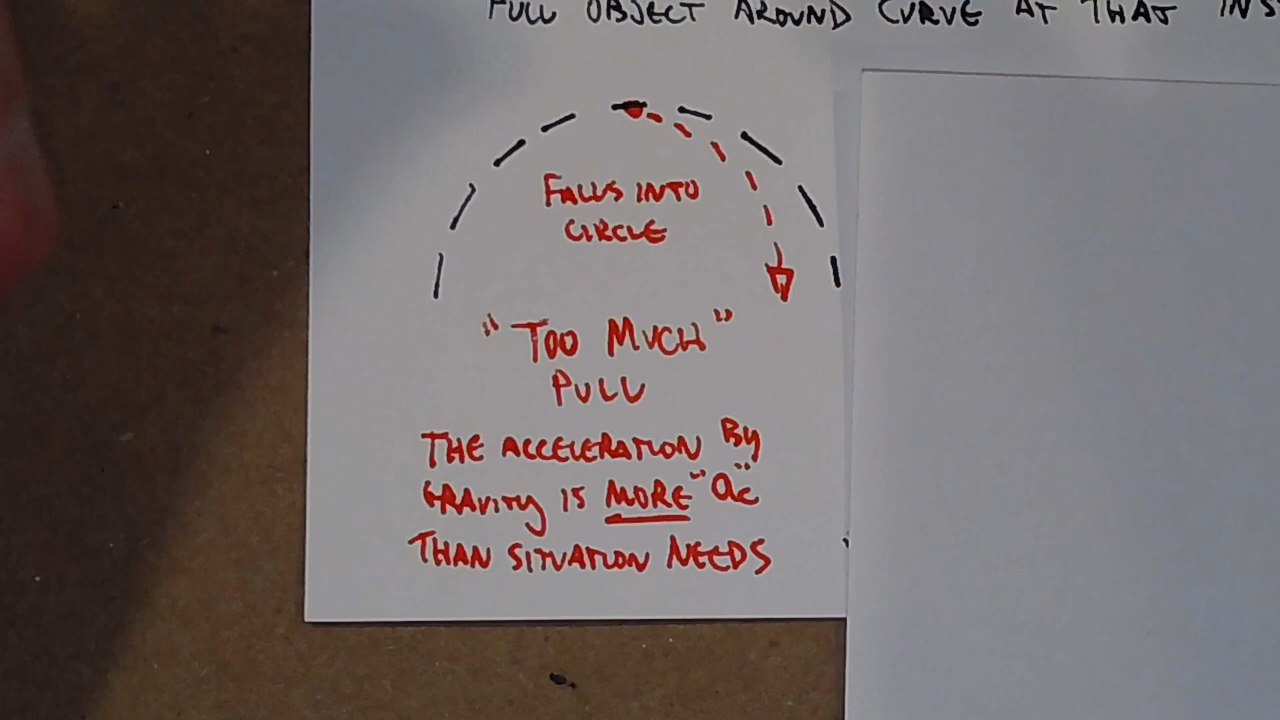 FULL OBJECT AROUND CURVE AT THAT INS
FALLS INTO
CIRCLE
"TOO MUCH"
PULL
THE ACCELERATION BY
GRAVITY IS MORE "ac"
THAN SITUATION NEEDS